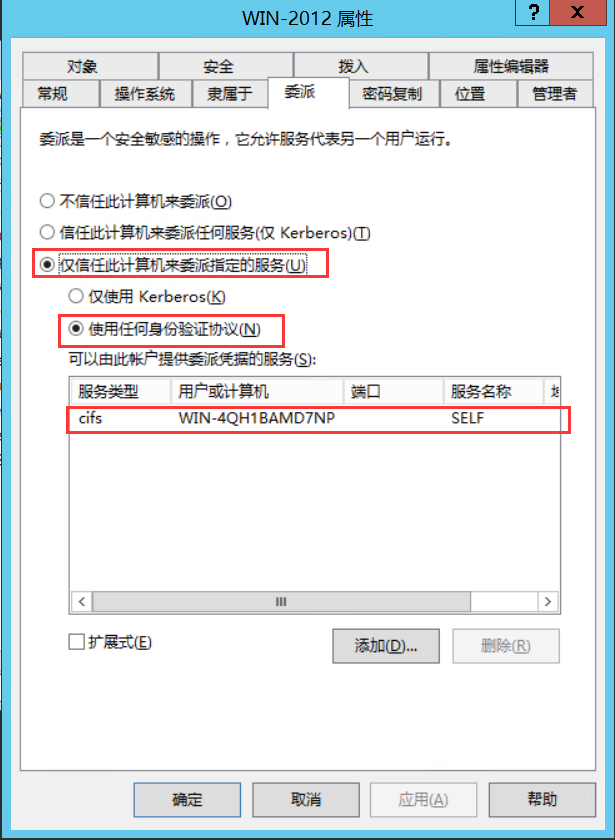 WIN-2012 属性
? X
对象 安全 拨入 属性编辑器
常规 操作系统 隶属于 委派 密码复制 位置 管理者
委派是一个安全敏感的操作，它允许服务代表另一个用户运行。
不信任此计算机来委派(O)
信任此计算机来委派任何服务(仅 Kerberos)(T)
仅信任此计算机来委派指定的服务(U)
仅使用 Kerberos(K)
使用任何身份验证协议(N)
可以由此帐户提供委派凭据的服务(S):
服务类型 用户或计算机 端口 服务名称
cifs WIN-4QH1BAMD7NP SELF
扩展式(E) 添加(D)... 删除(R)
确定 取消 应用(A) 帮助